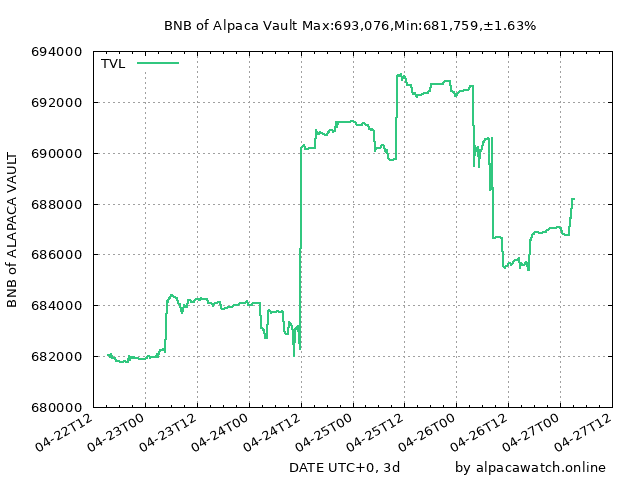 BNB of Alpaca Vault Max:693,076,Min:681,759,±1.63%
694000
TVL
692000
690000
688000
686000
684000
682000
680000
BNB of ALAPACA VAULT
04-22T12
04-23T00
04-23T12
04-24T00
04-24T12
04-25T00
04-25T12
04-26T00
04-26T12
04-27T00
04-27T12
DATE UTC+0, 3d
by alpacawatch.online